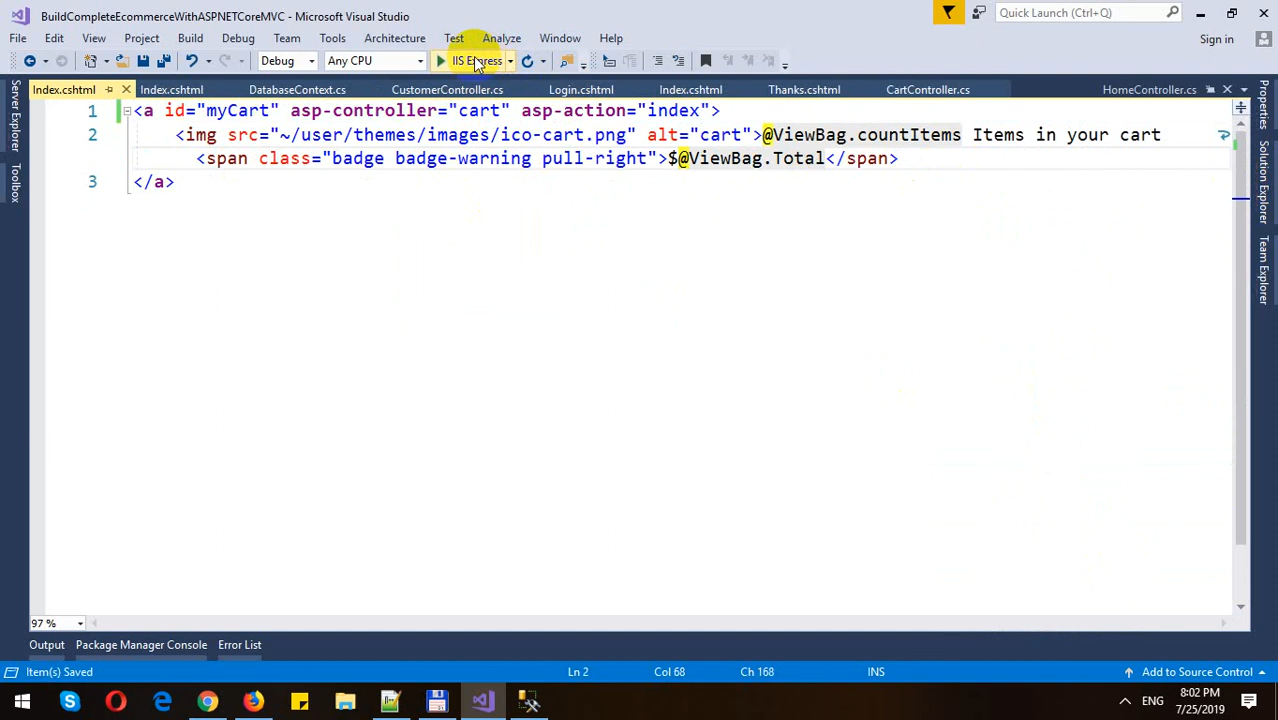 BuildCompleteEcommerceWithASPNETCoreMVC - Microsoft Visual Studio
Quick Launch (Ctrl+Q)
File Edit View Project Build Debug Team Tools Architecture Test Analyze Window Help
Sign in
Debug Any CPU IIS Express
Index.cshtml Index.cshtml DatabaseContext.cs CustomerController.cs Login.cshtml Index.cshtml Thanks.cshtml CartController.cs HomeController.cs
Server Explorer
Toolbox
1 <a id="myCart" asp-controller="cart" asp-action="index">
2 <img src="~/user/themes/images/ico-cart.png" alt="cart">@ViewBag.countItems Items in your cart
<span class="badge badge-warning pull-right">$@ViewBag.Total</span>
3 </a>
Properties
Solution Explorer
Team Explorer
97 %
Output Package Manager Console Error List
Item(s) Saved Ln 2 Col 68 Ch 168 INS Add to Source Control
ENG
8:02 PM
7/25/2019